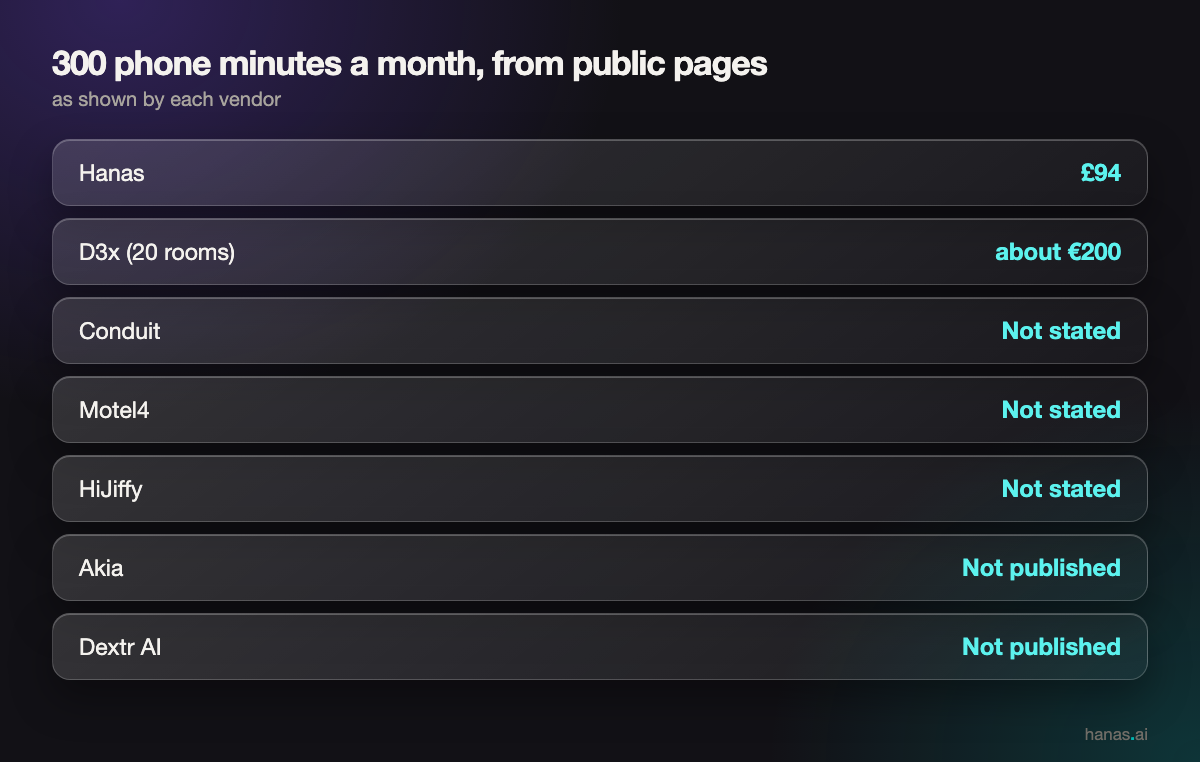 300 phone minutes a month, from public pages
as shown by each vendor
Hanas £94
D3x (20 rooms) about €200
Conduit Not stated
Motel4 Not stated
HiJiffy Not stated
Akia Not published
Dextr AI Not published
hanas.ai